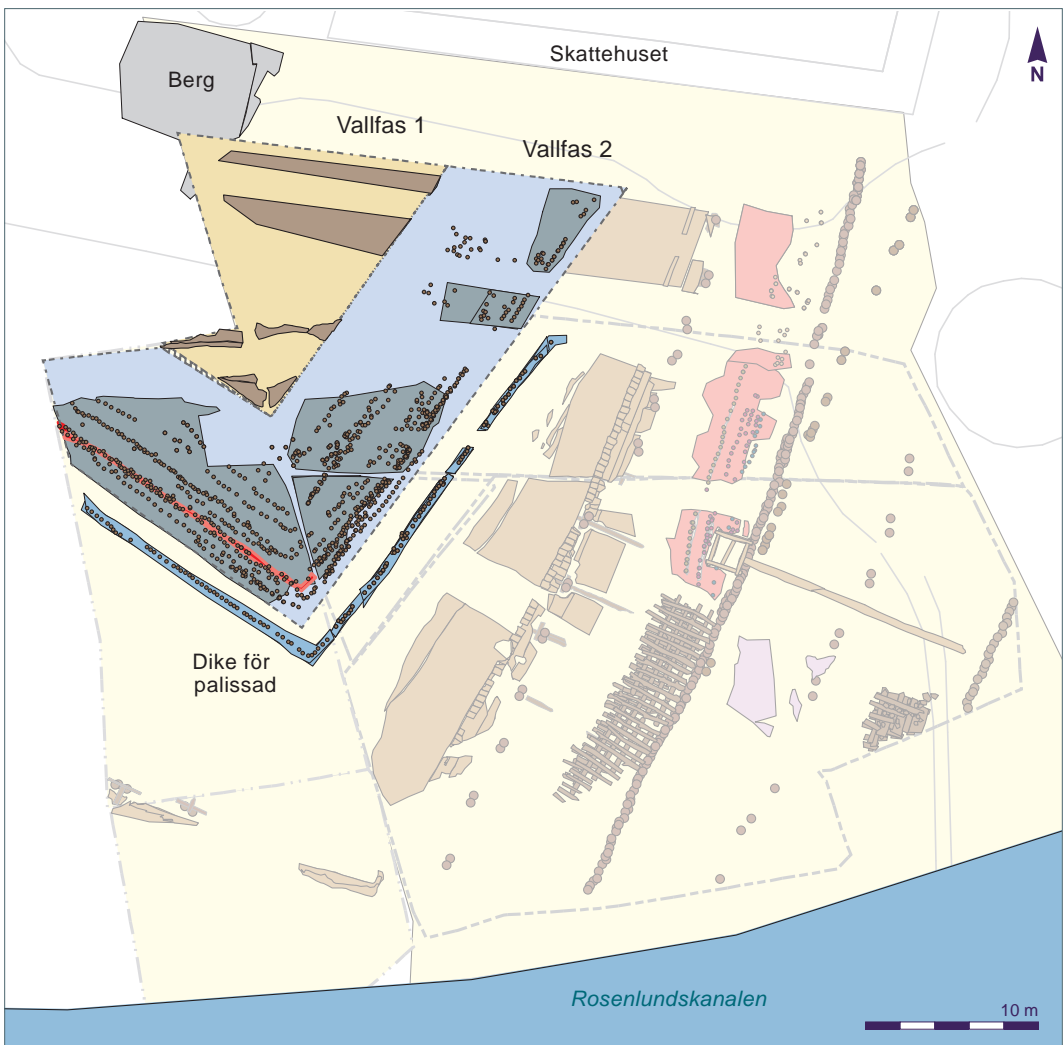 Skattehuset
N
Berg
Vallfas 1
Vallfas 2
Dike för
palissad
Rosenlundskanalen
10 m